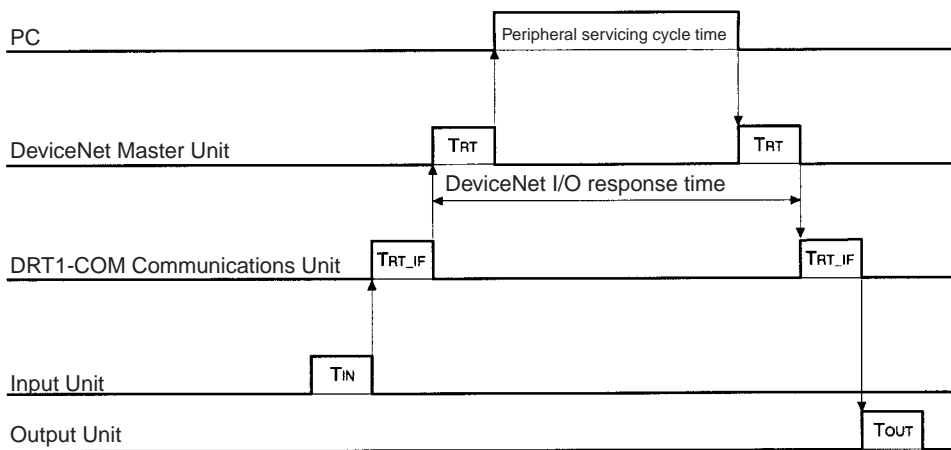 PC
Peripheral servicing cycle time
DeviceNet Master Unit
TRT
TRT
DeviceNet I/O response time
DRT1-COM Communications Unit
TRT_IF
TRT_IF
Input Unit
TIN
Output Unit
TOUT